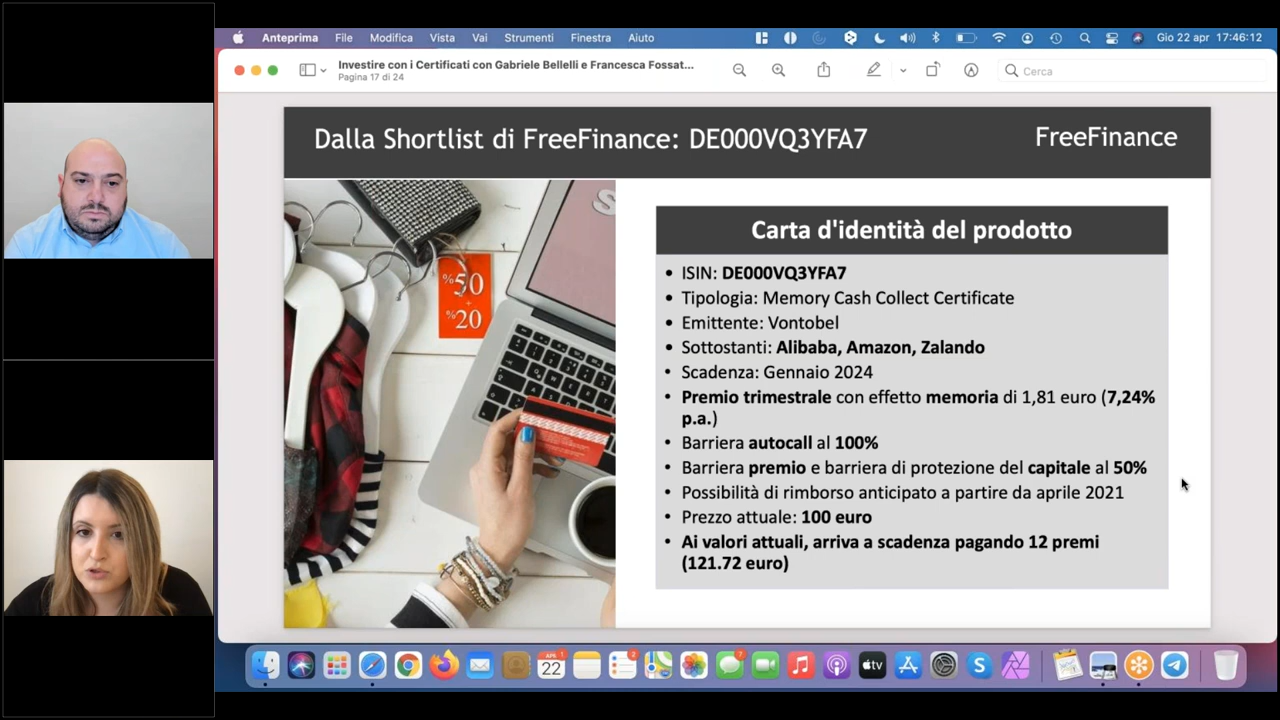 Anteprima File Modifica Vista Vai Strumenti Finestra Aiuto Gio 22 apr 17:46:12
Investire con i Certificati con Gabriele Bellelli e Francesca Fossat...
Pagina 17 di 24
Cerca
Dalla Shortlist di FreeFinance: DE000VQ3YFA7
FreeFinance
S
%50
+
%20
Carta d'identità del prodotto
• ISIN: DE000VQ3YFA7
• Tipologia: Memory Cash Collect Certificate
• Emittente: Vontobel
• Sottostanti: Alibaba, Amazon, Zalando
• Scadenza: Gennaio 2024
• Premio trimestrale con effetto memoria di 1,81 euro (7,24%
p.a.)
• Barriera autocall al 100%
• Barriera premio e barriera di protezione del capitale al 50%
• Possibilità di rimborso anticipato a partire da aprile 2021
• Prezzo attuale: 100 euro
• Ai valori attuali, arriva a scadenza pagando 12 premi
(121.72 euro)
APR
22
tv